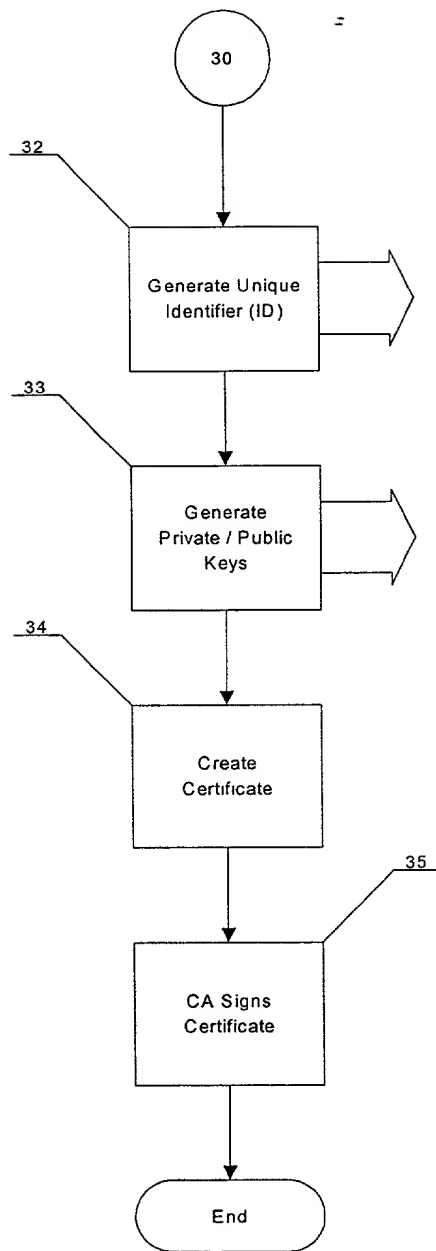 30
32
Generate Unique
Identifier (ID)
33
Generate
Private / Public
Keys
34
Create
Certificate
35
CA Signs
Certificate
End